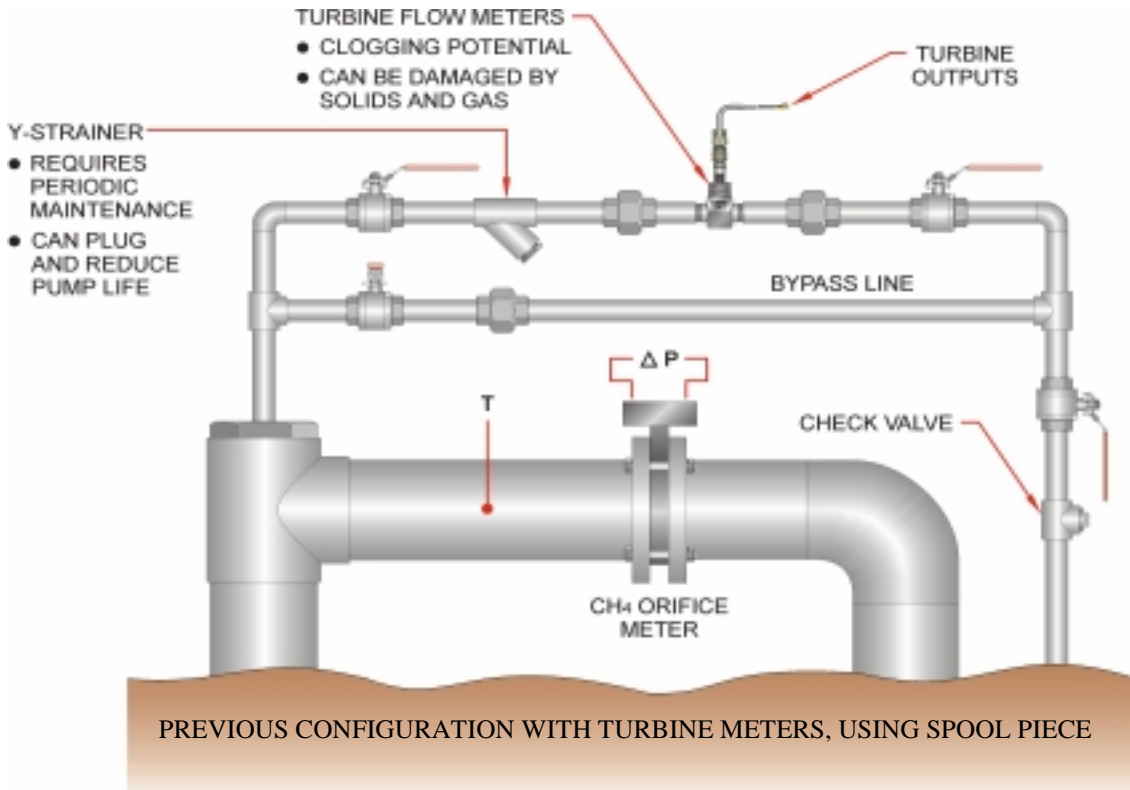 TURBINE FLOW METERS
• CLOGGING POTENTIAL
• CAN BE DAMAGED BY
SOLIDS AND GAS
TURBINE
OUTPUTS
Y-STRAINER
• REQUIRES
PERIODIC
MAINTENANCE
• CAN PLUG
AND REDUCE
PUMP LIFE
BYPASS LINE
Δ P
T
CHECK VALVE
CH4 ORIFICE
METER
PREVIOUS CONFIGURATION WITH TURBINE METERS, USING SPOOL PIECE